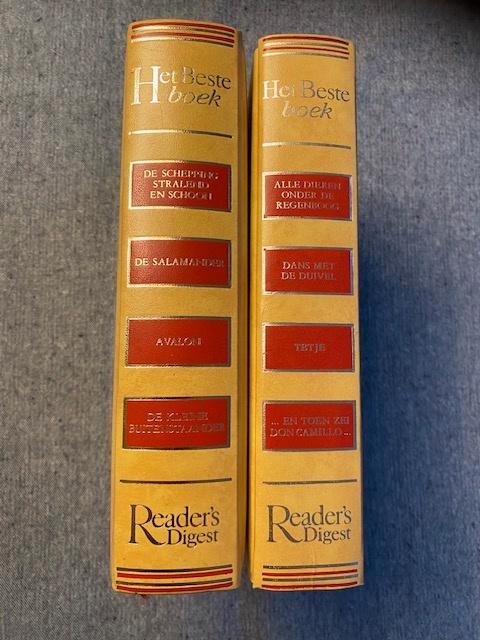 Het Beste
boek
DE SCHEPPING
STRALEND
EN SCHOON
DE SALAMANDER
AVALON
DE KLEINE
BUITENSTAANDER
Reader's
Digest
Het Beste
boek
ALLE DIEREN
ONDER DE
REGENBOOG
DANS MET
DE DUIVEL
TETJE
... EN TOEN ZEI
DON CAMILLO ...
Reader's
Digest